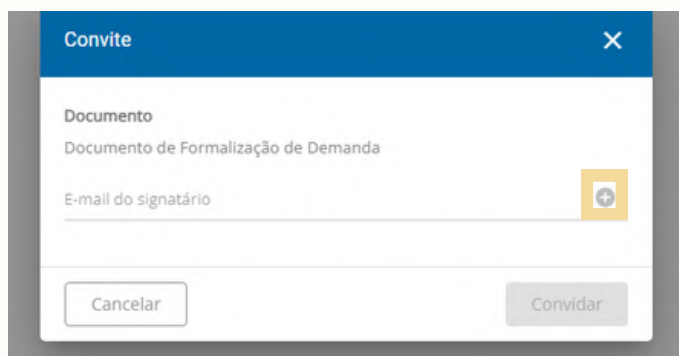 Convite
Documento
Documento de Formalização de Demanda
E-mail do signatário
Cancelar
Convidar